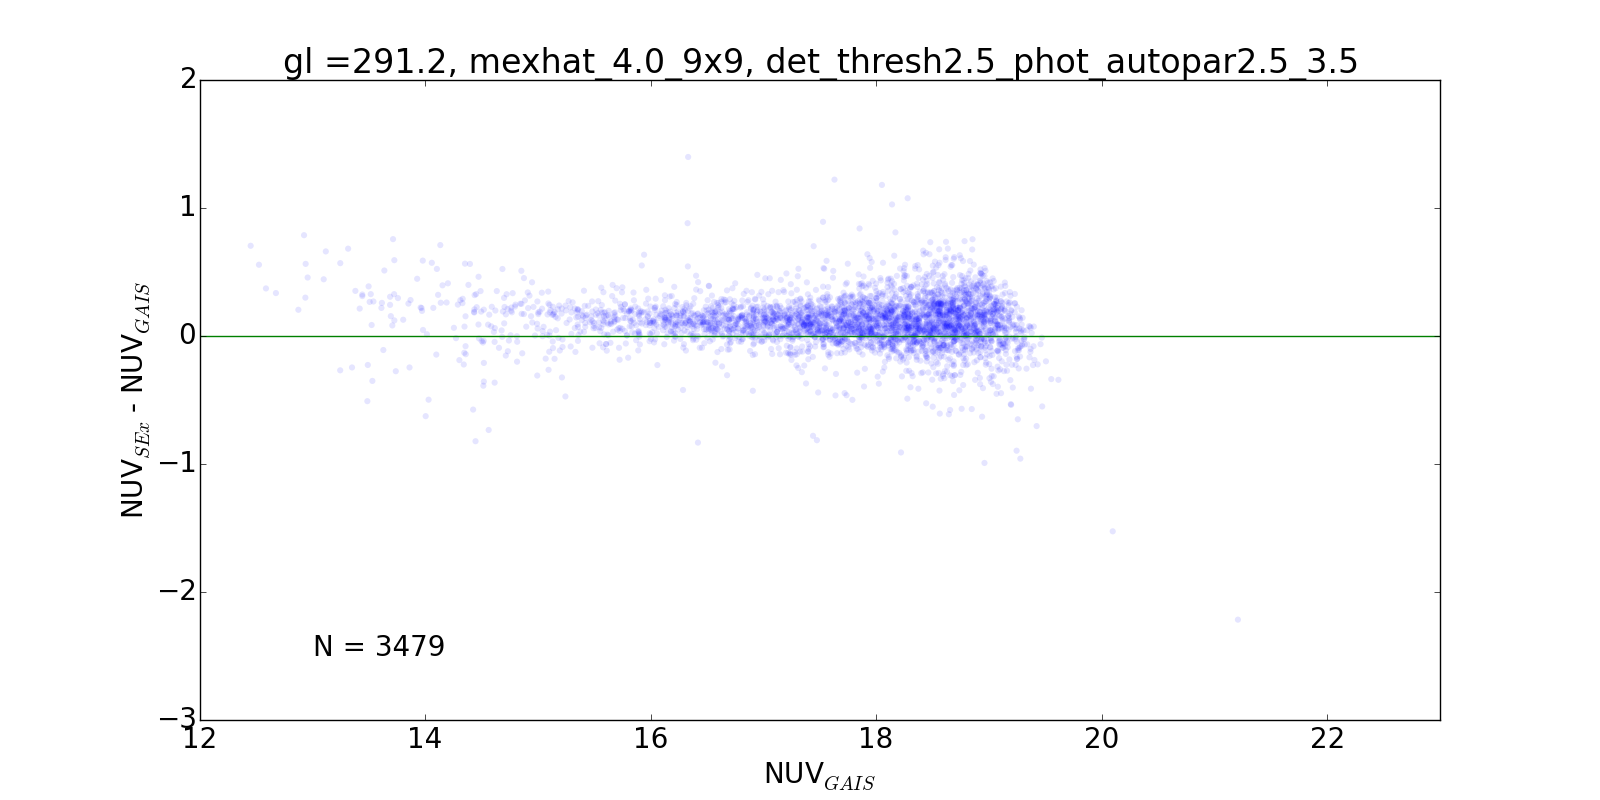 gl =291.2, mexhat_4.0_9x9, det_thresh2.5_phot_autopar2.5_3.5
2
1
0
−1
−2
−3
NUV_SEx - NUV_GAIS
N = 3479
12 14 16 18 20 22
NUV_GAIS